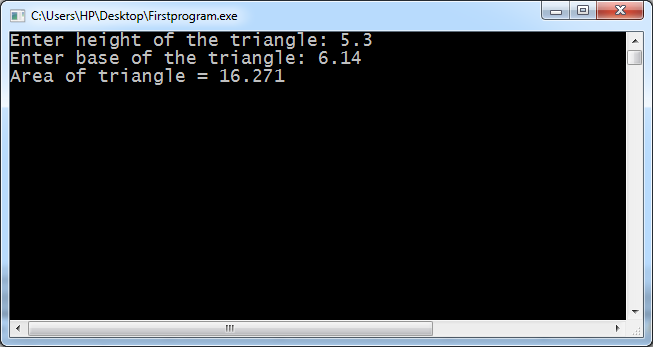 C:\Users\HP\Desktop\Firstprogram.exe
Enter height of the triangle: 5.3
Enter base of the triangle: 6.14
Area of triangle = 16.271